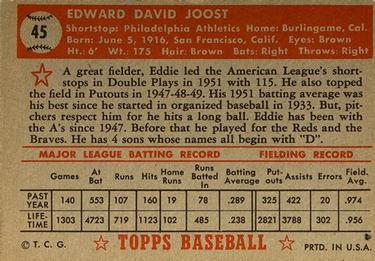 45
EDWARD DAVID JOOST
Shortstop: Philadelphia Athletics Home: Burlingame, Cal.
Born: June 5, 1916, San Francisco, Calif. Eyes: Brown
Ht.: 6' Wt.: 175 Hair: Brown Bats: Right Throws: Right
A great fielder, Eddie led the American League's short-
stops in Double Plays in 1951 with 115. He also topped
the field in Putouts in 1947-48-49. His 1951 batting average
was his best since he started in organized baseball in 1933. But, pit-
chers respect him for he hits a long ball. Eddie has been with
the A's since 1947. Before that he played for the Reds and the
Braves. He has 4 sons whose names all begin with "D".
MAJOR LEAGUE BATTING RECORD FIELDING RECORD
Games At Bat Runs Hits Home Runs Runs Batted In Batting Average Put-outs Assists Errors Field. Avg.
PAST YEAR 140 553 107 160 19 78 .289 325 422 20 .974
LIFE-TIME 1303 4723 719 1123 102 485 .238 2821 3788 302 .956
© T. C. G. TOPPS BASEBALL PRTD. IN U.S.A.